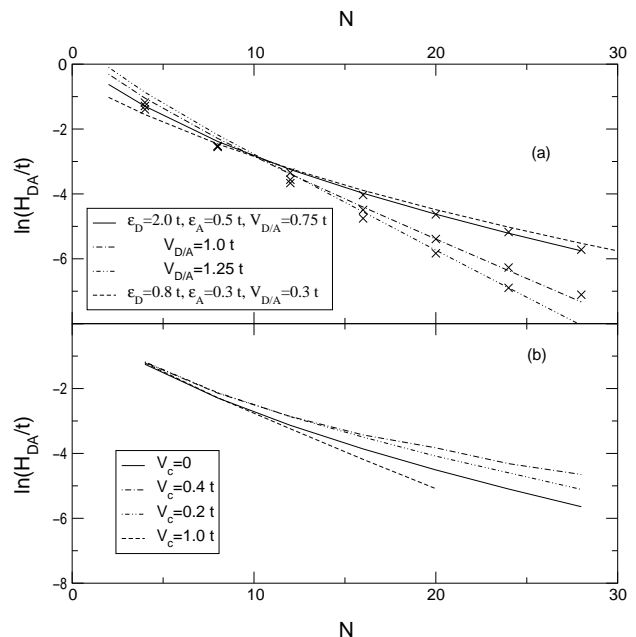 N
0 10 20 30
0
-2
-4
-6
ln(H_DA/t)
(a)
ε_D=2.0 t, ε_A=0.5 t, V_D/A=0.75 t
V_D/A=1.0 t
V_D/A=1.25 t
ε_D=0.8 t, ε_A=0.3 t, V_D/A=0.3 t
(b)
-2
-4
-6
-8
ln(H_DA/t)
V_c=0
V_c=0.4 t
V_c=0.2 t
V_c=1.0 t
0 10 20 30
N